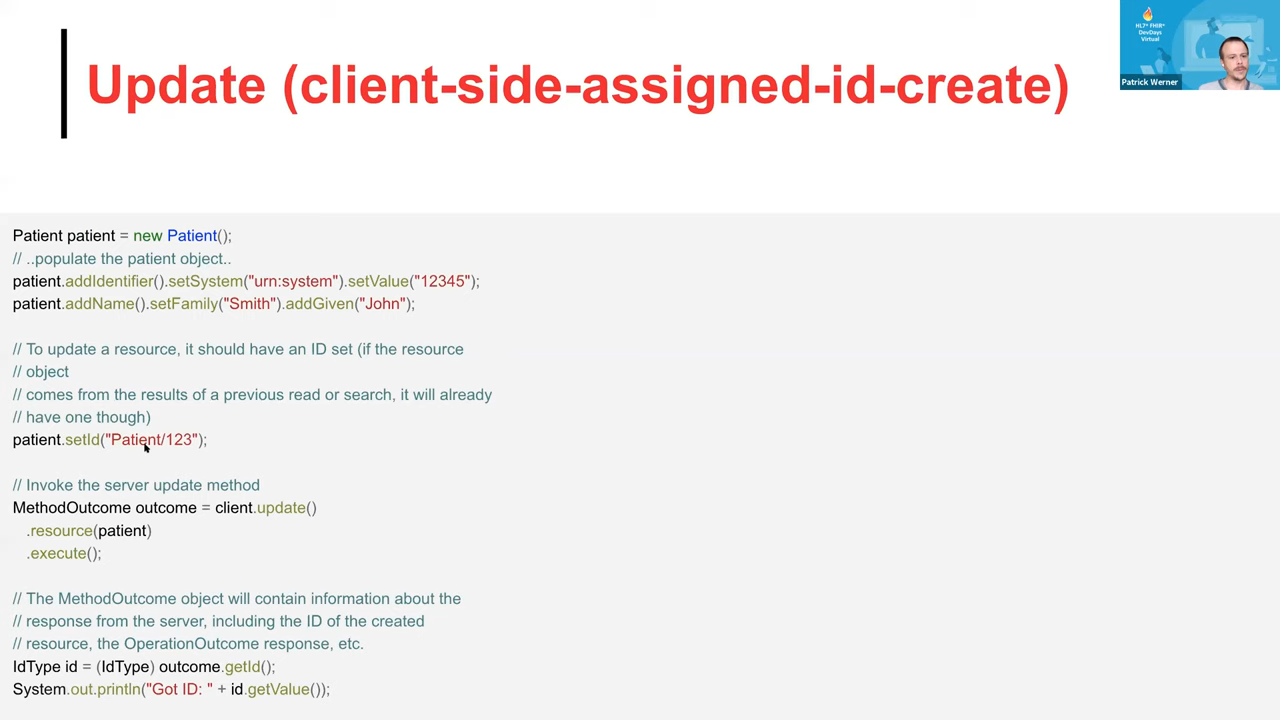 HL7® FHIR®
DevDays
Virtual
Patrick Werner
Update (client-side-assigned-id-create)
Patient patient = new Patient();
// ..populate the patient object..
patient.addIdentifier().setSystem("urn:system").setValue("12345");
patient.addName().setFamily("Smith").addGiven("John");
// To update a resource, it should have an ID set (if the resource
// object
// comes from the results of a previous read or search, it will already
// have one though)
patient.setId("Patient/123");
// Invoke the server update method
MethodOutcome outcome = client.update()
.resource(patient)
.execute();
// The MethodOutcome object will contain information about the
// response from the server, including the ID of the created
// resource, the OperationOutcome response, etc.
IdType id = (IdType) outcome.getId();
System.out.println("Got ID: " + id.getValue());